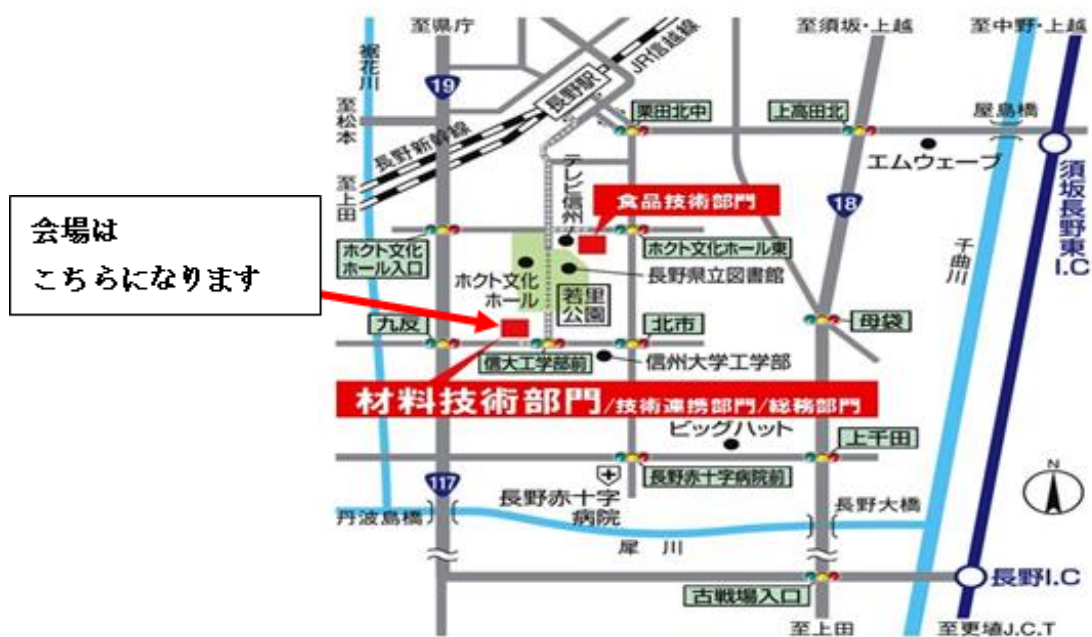 至県庁
至須坂・上越
至中野・上越
裾花川
19
長野駅
JR信越線
至松本
長野新幹線
栗田北中
上高田北
屋島橋
エムウェーブ
須坂長野東I.C
至上田
テレビ信州
食品技術部門
18
会場は
こちらになります
ホクト文化
ホール入口
ホクト文化ホール東
千曲川
ホクト文化
ホール
長野県立図書館
若里
公園
九反
北市
母袋
信大工学部前
信州大学工学部
材料技術部門/技術連携部門/総務部門
ビッグハット
上千田
117
長野赤十字病院前
長野赤十字
病院
N
丹波島橋
長野大橋
犀川
長野I.C
古戦場入口
至上田
至更埴J.C.T